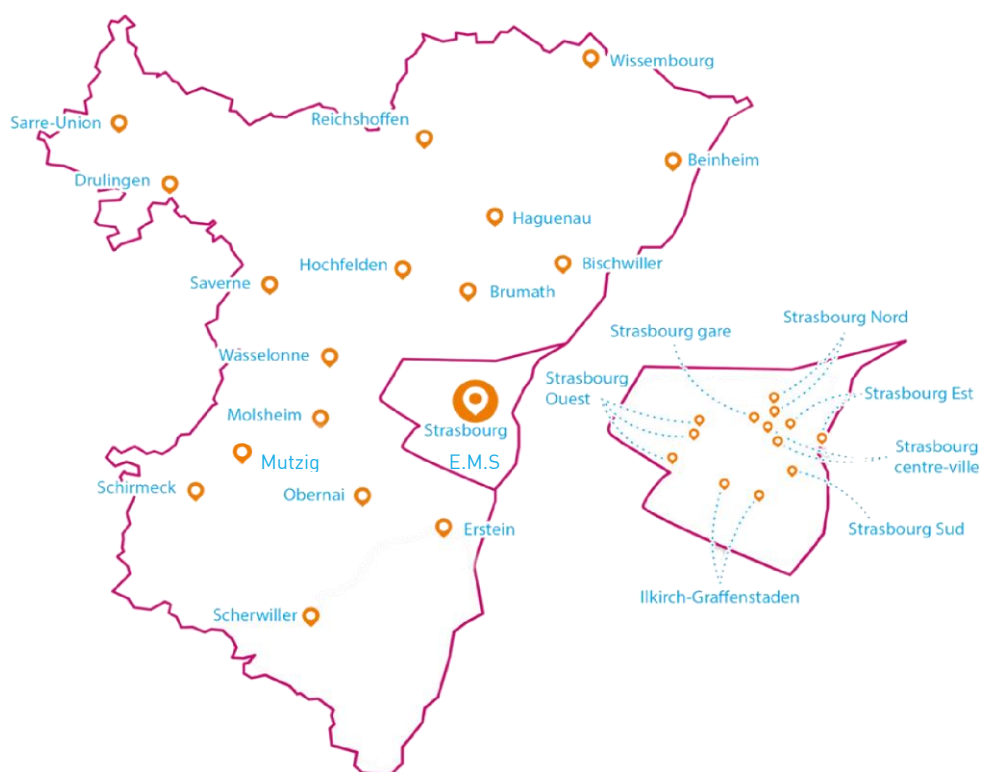 Wissembourg
Sarre-Union
Reichshoffen
Beinheim
Drulingen
Haguenau
Hochfelden
Bischwiller
Saverne
Brumath
Wasselonne
Molsheim
Strasbourg
E.M.S
Mutzig
Schirmeck
Obernai
Erstein
Scherwiller
Strasbourg Nord
Strasbourg gare
Strasbourg
Ouest
Strasbourg Est
Strasbourg
centre-ville
Strasbourg Sud
Ilkirch-Graffenstaden